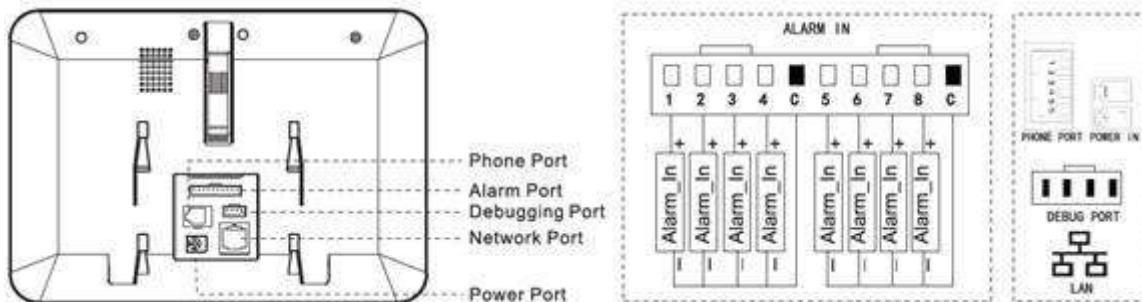 Phone Port
Alarm Port
Debugging Port
Network Port
Power Port
ALARM IN
1 2 3 4 C 5 6 7 8 C
+ + + + + + + +
Alarm_In Alarm_In Alarm_In Alarm_In Alarm_In Alarm_In Alarm_In Alarm_In
PHONE PORT POWER IN
DEBUG PORT
LAN